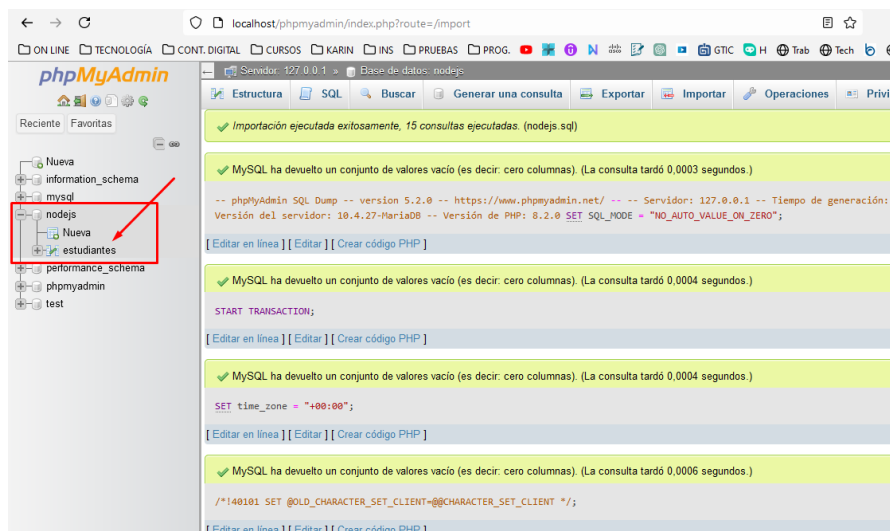 localhost/phpmyadmin/index.php?route=/import
ON LINE TECNOLOGÍA CONT. DIGITAL CURSOS KARIN INS PRUEBAS PROG. GTIC H Trab Tech
phpMyAdmin
Reciente Favoritas
Nueva
information_schema
mysql
nodejs
Nueva
estudiantes
performance_schema
phpmyadmin
test
Servidor: 127.0.0.1 » Base de datos: nodejs
Estructura SQL Buscar Generar una consulta Exportar Importar Operaciones Privi
Importación ejecutada exitosamente, 15 consultas ejecutadas. (nodejs.sql)
MySQL ha devuelto un conjunto de valores vacío (es decir: cero columnas). (La consulta tardó 0,0003 segundos.)
-- phpMyAdmin SQL Dump -- version 5.2.0 -- https://www.phpmyadmin.net/ -- -- Servidor: 127.0.0.1 -- Tiempo de generación:
Versión del servidor: 10.4.27-MariaDB -- Versión de PHP: 8.2.0 SET SQL_MODE = "NO_AUTO_VALUE_ON_ZERO";
[ Editar en línea ] [ Editar ] [ Crear código PHP ]
MySQL ha devuelto un conjunto de valores vacío (es decir: cero columnas). (La consulta tardó 0,0004 segundos.)
START TRANSACTION;
[ Editar en línea ] [ Editar ] [ Crear código PHP ]
MySQL ha devuelto un conjunto de valores vacío (es decir: cero columnas). (La consulta tardó 0,0004 segundos.)
SET time_zone = "+00:00";
[ Editar en línea ] [ Editar ] [ Crear código PHP ]
MySQL ha devuelto un conjunto de valores vacío (es decir: cero columnas). (La consulta tardó 0,0006 segundos.)
/*!40101 SET @OLD_CHARACTER_SET_CLIENT=@@CHARACTER_SET_CLIENT */;
[ Editar en línea ] [ Editar ] [ Crear código PHP ]